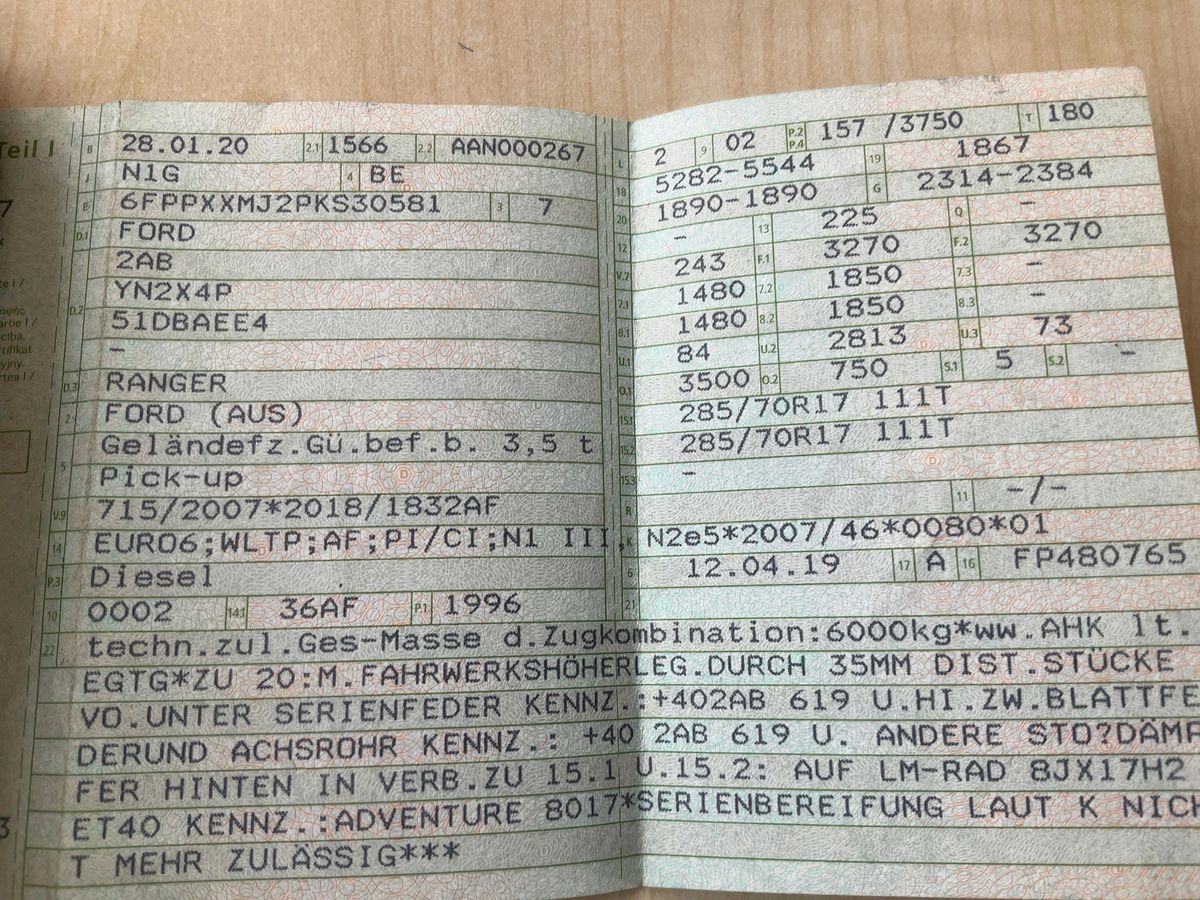 Teil I
B 28.01.20 2.1 1566 2.2 AAN000267
J N1G 4 BE
E 6FPPXXMJ2PKS30581 3 7
D.1 FORD
2AB
D.2 YN2X4P
51DBAEE4
–
D.3 RANGER
2 FORD (AUS)
Geländefz.Gü.bef.b. 3,5 t
5 Pick-up
V.9 715/2007*2018/1832AF
14 EURO6;WLTP;AF;PI/CI;N1 III,
P.3 Diesel
10 0002 14.1 36AF P.1 1996
L 2 9 02 P.2 P.4 157 /3750 T 180
18 5282-5544 19 1867
20 1890-1890 G 2314-2384
12 – 13 225 Q –
V.7 243 F.1 3270 F.2 3270
7.1 1480 7.2 1850 7.3 –
8.1 1480 8.2 1850 8.3 –
U.1 84 U.2 2813 U.3 73
O.1 3500 O.2 750 S.1 5 S.2 –
15.1 285/70R17 111T
15.2 285/70R17 111T
15.3 –
R 11 –/–
K N2e5*2007/46*0080*01
6 12.04.19 17 A 16 FP480765
21
22 techn.zul.Ges-Masse d.Zugkombination:6000kg*ww.AHK lt.
EGTG*ZU 20:M.FAHRWERKSHÖHERLEG.DURCH 35MM DIST.STÜCKE
VO.UNTER SERIENFEDER KENNZ.:+402AB 619 U.HI.ZW.BLATTFE
DERUND ACHSROHR KENNZ.: +40 2AB 619 U. ANDERE STO?DÄMP
FER HINTEN IN VERB.ZU 15.1 U.15.2: AUF LM-RAD 8JX17H2
ET40 KENNZ.:ADVENTURE 8017*SERIENBEREIFUNG LAUT K NICH
T MEHR ZULÄSSIG***